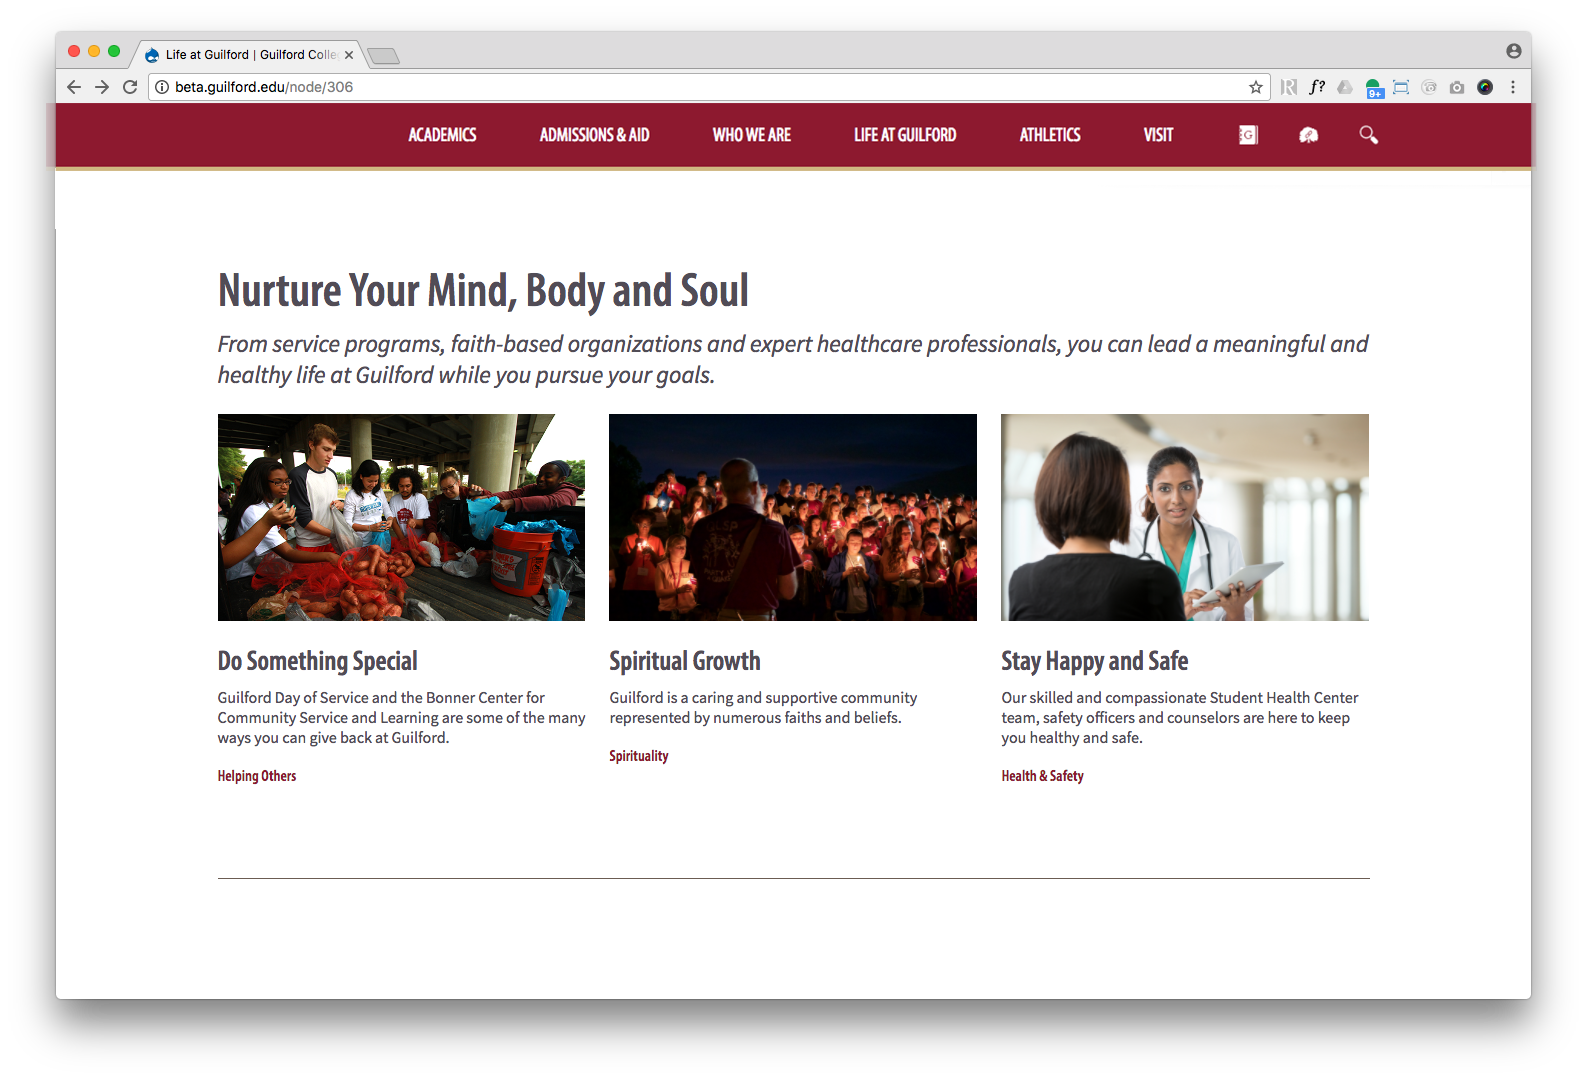 Life at Guilford | Guilford Colle
beta.guilford.edu/node/306
f?
9+
ACADEMICS ADMISSIONS & AID WHO WE ARE LIFE AT GUILFORD ATHLETICS VISIT G
Nurture Your Mind, Body and Soul
From service programs, faith-based organizations and expert healthcare professionals, you can lead a meaningful and
healthy life at Guilford while you pursue your goals.
Do Something Special
Guilford Day of Service and the Bonner Center for
Community Service and Learning are some of the many
ways you can give back at Guilford.
Helping Others
Spiritual Growth
Guilford is a caring and supportive community
represented by numerous faiths and beliefs.
Spirituality
Stay Happy and Safe
Our skilled and compassionate Student Health Center
team, safety officers and counselors are here to keep
you healthy and safe.
Health & Safety